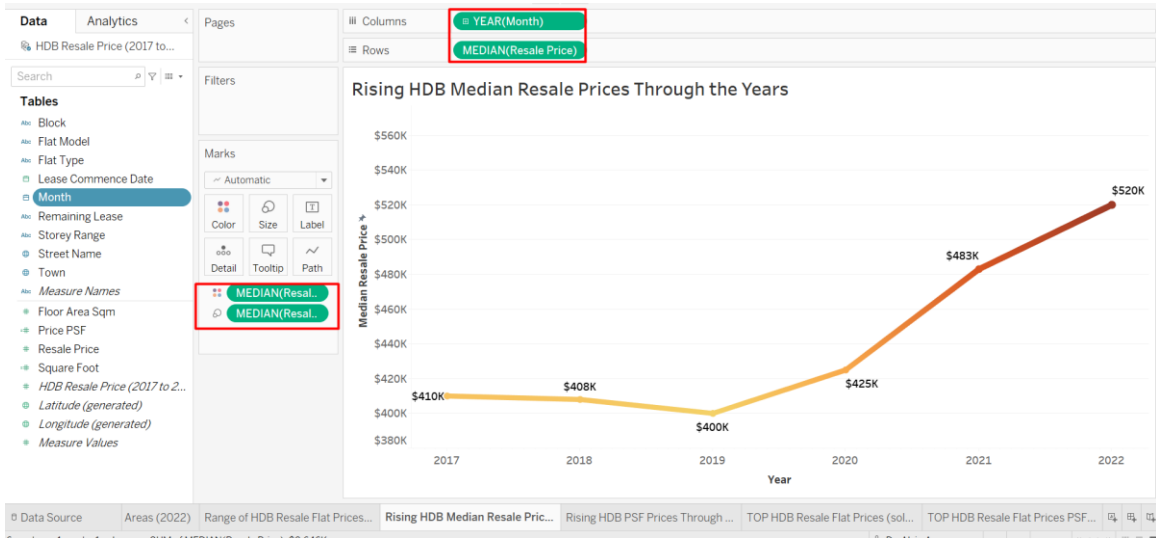 Data Analytics
HDB Resale Price (2017 to...
Search
Tables
Abc Block
Abc Flat Model
Abc Flat Type
Lease Commence Date
Month
Abc Remaining Lease
Abc Storey Range
Street Name
Town
Abc Measure Names
Floor Area Sqm
Price PSF
Resale Price
Square Foot
HDB Resale Price (2017 to 2...
Latitude (generated)
Longitude (generated)
Measure Values
Pages
Filters
Marks
Automatic
Color Size Label
Detail Tooltip Path
MEDIAN(Resal..
MEDIAN(Resal..
Columns YEAR(Month)
Rows MEDIAN(Resale Price)
Rising HDB Median Resale Prices Through the Years
Median Resale Price
$560K
$540K
$520K
$500K
$480K
$460K
$440K
$420K
$400K
$380K
$410K
$408K
$400K
$425K
$483K
$520K
2017 2018 2019 2020 2021 2022
Year
Data Source Areas (2022) Range of HDB Resale Flat Prices... Rising HDB Median Resale Pric... Rising HDB PSF Prices Through ... TOP HDB Resale Flat Prices (sol... TOP HDB Resale Flat Prices PSF...